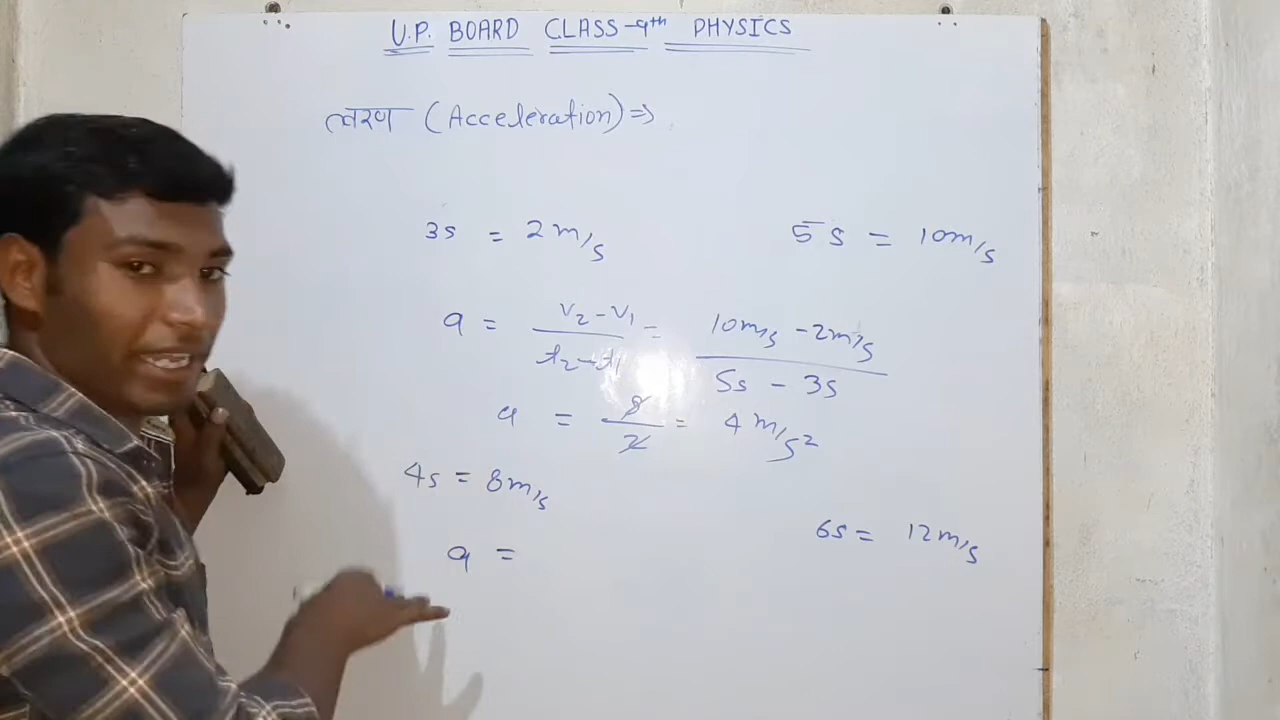 U.P. BOARD CLASS-9th PHYSICS
त्वरण (Acceleration) ⇒
3s = 2m/s 5s = 10m/s
a = v₂-v₁/t₂-t₁ = 10m/s - 2m/s/5s - 3s
a = 8/2 = 4 m/s²
4s = 8m/s
6s = 12m/s
a =